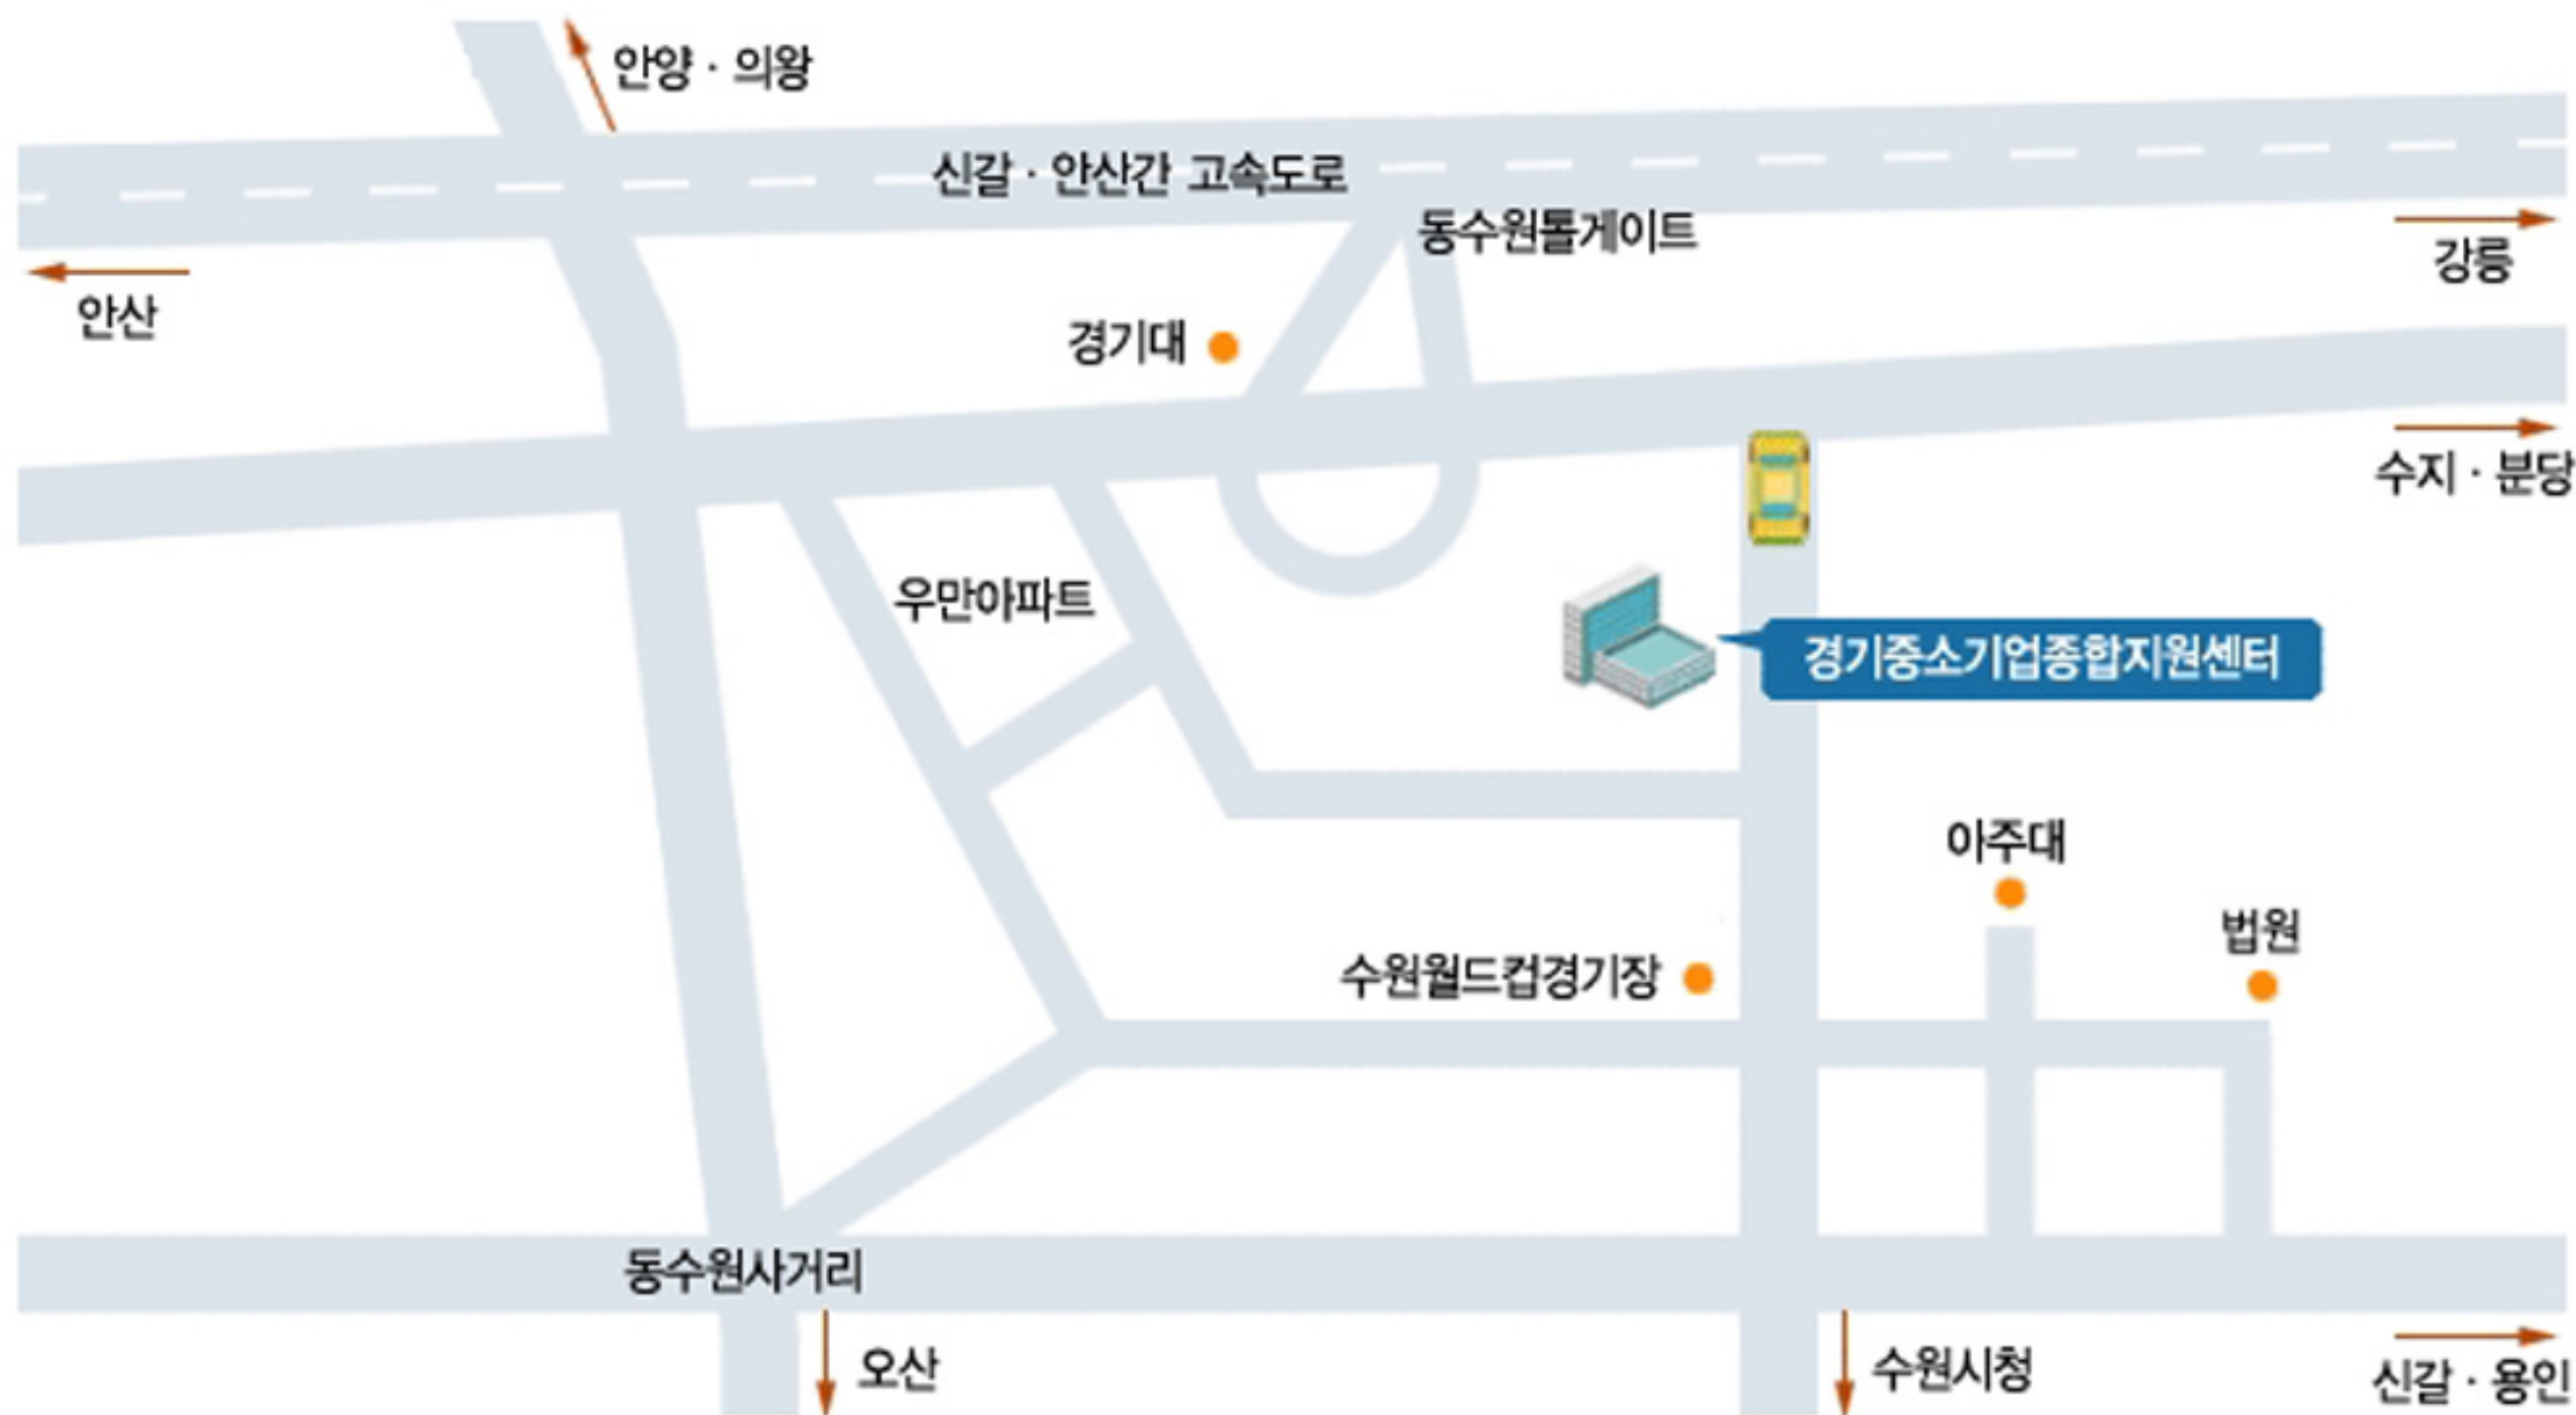 안양 · 의왕
신갈 · 안산간 고속도로
동수원톨게이트
강릉
안산
경기대
수지 · 분당
우만아파트
경기중소기업종합지원센터
아주대
법원
수원월드컵경기장
동수원사거리
오산
수원시청
신갈 · 용인